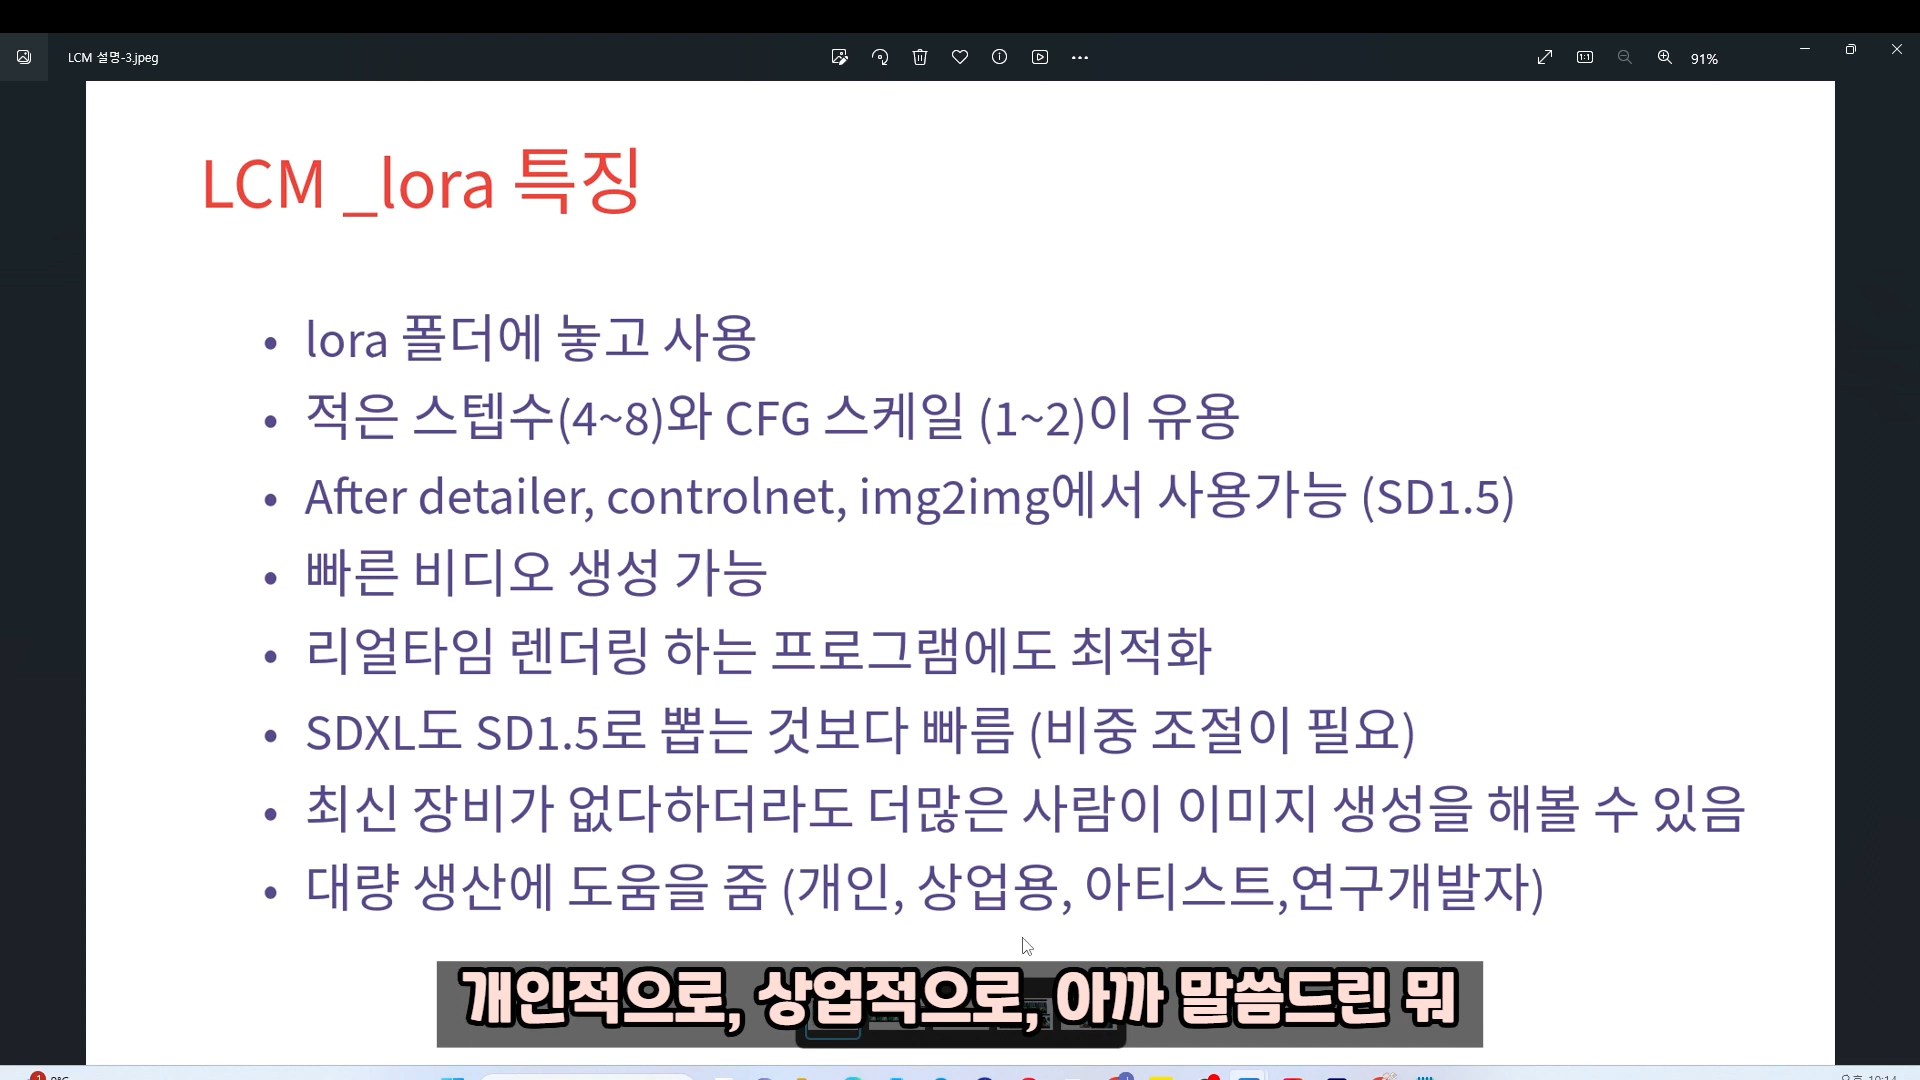 LCM 설명-3.jpeg
91%
LCM _lora 특징
• lora 폴더에 놓고 사용
• 적은 스텝수(4~8)와 CFG 스케일 (1~2)이 유용
• After detailer, controlnet, img2img에서 사용가능 (SD1.5)
• 빠른 비디오 생성 가능
• 리얼타임 렌더링 하는 프로그램에도 최적화
• SDXL도 SD1.5로 뽑는 것보다 빠름 (비중 조절이 필요)
• 최신 장비가 없다하더라도 더많은 사람이 이미지 생성을 해볼 수 있음
• 대량 생산에 도움을 줌 (개인, 상업용, 아티스트,연구개발자)
개인적으로, 상업적으로, 아까 말씀드린 뭐